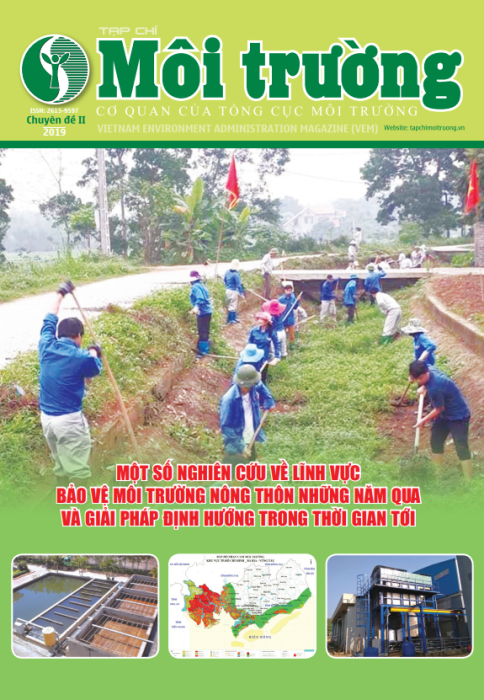 TẠP CHÍ
Môi trường
CƠ QUAN CỦA TỔNG CỤC MÔI TRƯỜNG
ISSN: 2615-9597
Chuyên đề II
2019
VIETNAM ENVIRONMENT ADMINISTRATION MAGAZINE (VEM)
Website: tapchimoitruong.vn
MỘT SỐ NGHIÊN CỨU VỀ LĨNH VỰC
BẢO VỆ MÔI TRƯỜNG NÔNG THÔN NHỮNG NĂM QUA
VÀ GIẢI PHÁP ĐỊNH HƯỚNG TRONG THỜI GIAN TỚI